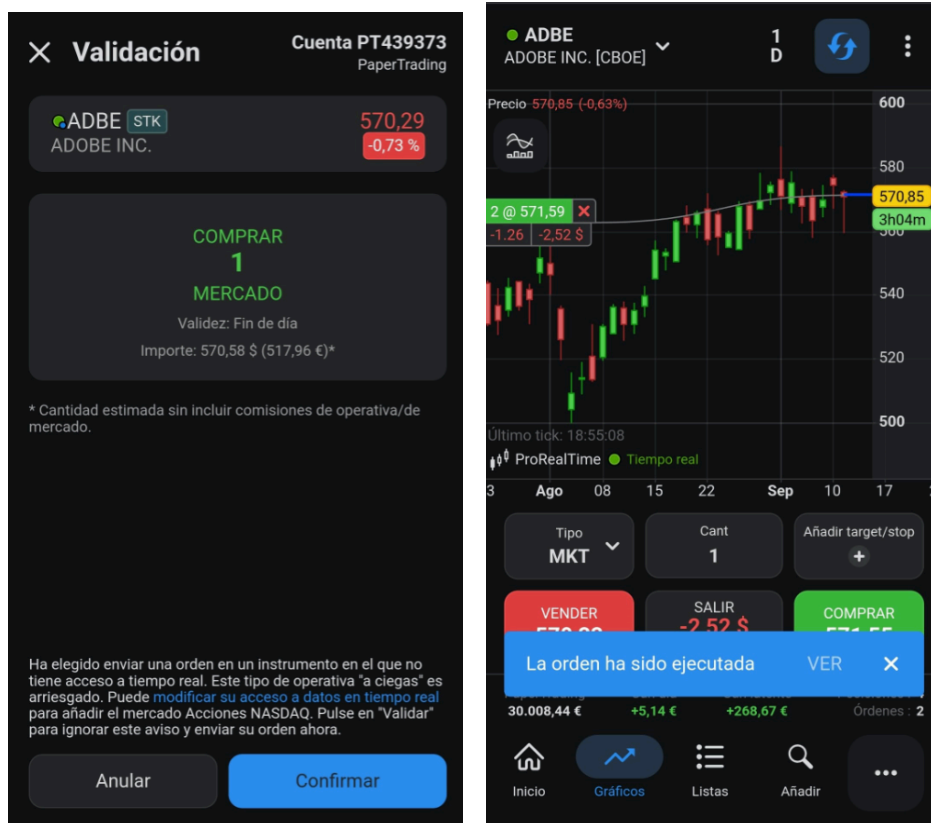 Validación
Cuenta PT439373
PaperTrading
ADBE STK
570,29
ADOBE INC.
-0,73 %
COMPRAR
1
MERCADO
Validez: Fin de día
Importe: 570,58 $ (517,96 €)*
* Cantidad estimada sin incluir comisiones de operativa/de
mercado.
Ha elegido enviar una orden en un instrumento en el que no
tiene acceso a tiempo real. Este tipo de operativa "a ciegas" es
arriesgado. Puede modificar su acceso a datos en tiempo real
para añadir el mercado Acciones NASDAQ. Pulse en "Validar"
para ignorar este aviso y enviar su orden ahora.
Anular
Confirmar
ADBE
ADOBE INC. [CBOE]
1
D
Precio 570,85 (-0,63%)
600
580
570,85
3h04m
560
540
520
500
2 @ 571,59
-1.26 -2,52 $
Último tick: 18:55:08
ProRealTime Tiempo real
3 Ago 08 15 22 Sep 10 17
Tipo
MKT
Cant
1
Añadir target/stop
+
VENDER
SALIR
-2,52 $
COMPRAR
La orden ha sido ejecutada
VER
30.008,44 €
+5,14 €
+268,67 €
Órdenes : 2
Inicio
Gráficos
Listas
Añadir